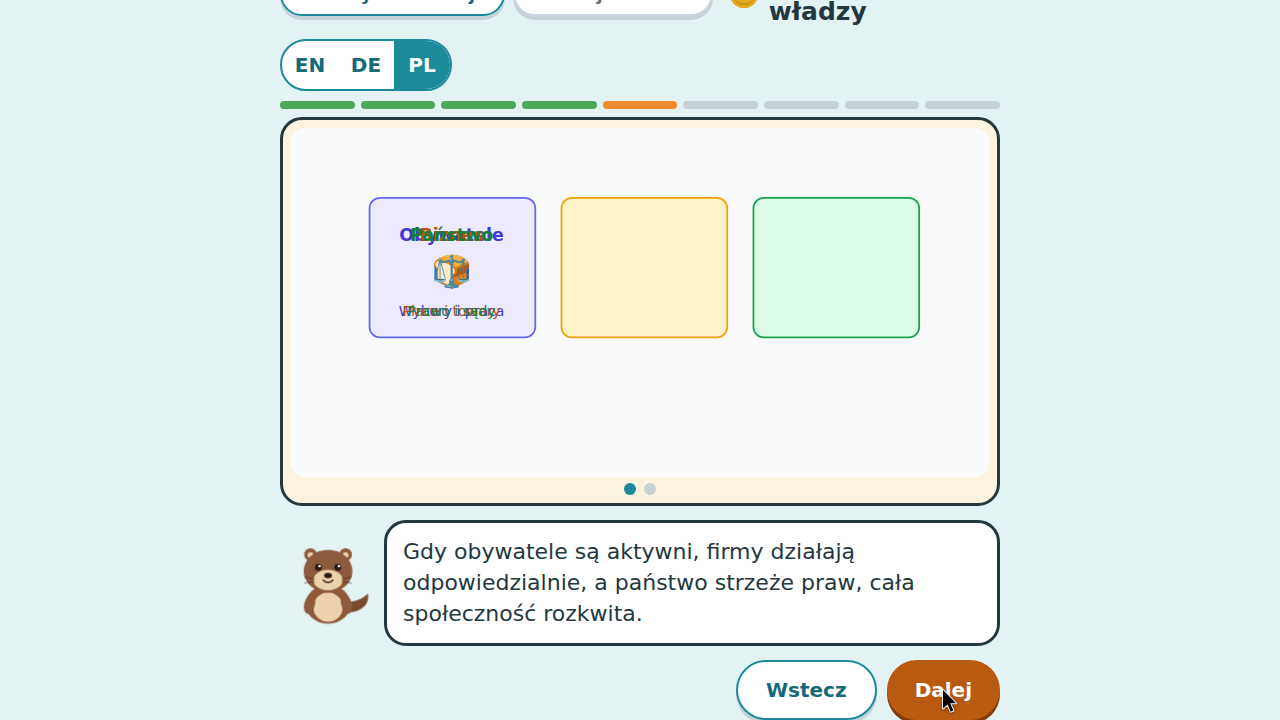 władzy
EN DE PL
Gdy obywatele są aktywni, firmy działają
odpowiedzialnie, a państwo strzeże praw, cała
społeczność rozkwita.
Wstecz
Dalej